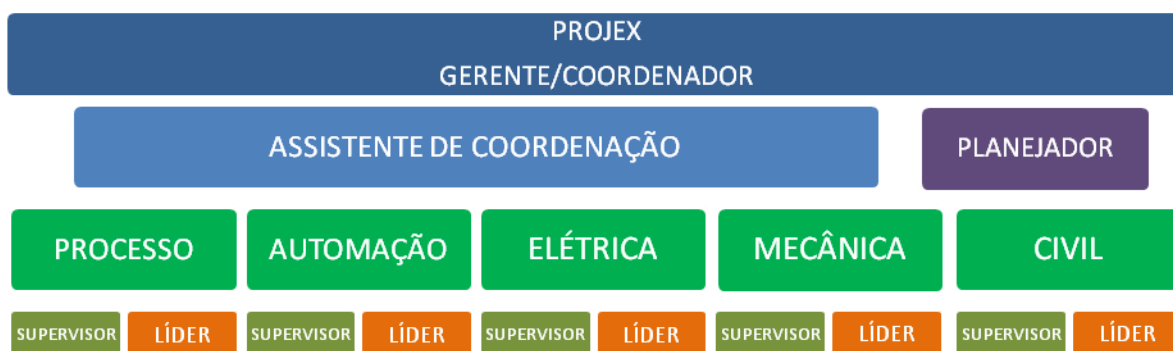 PROJEX
GERENTE/COORDENADOR
ASSISTENTE DE COORDENAÇÃO
PLANEJADOR
PROCESSO
AUTOMAÇÃO
ELÉTRICA
MECÂNICA
CIVIL
SUPERVISOR
LÍDER
SUPERVISOR
LÍDER
SUPERVISOR
LÍDER
SUPERVISOR
LÍDER
SUPERVISOR
LÍDER